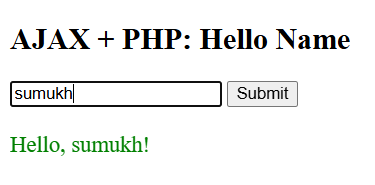 AJAX + PHP: Hello Name
sumukh Submit
Hello, sumukh!